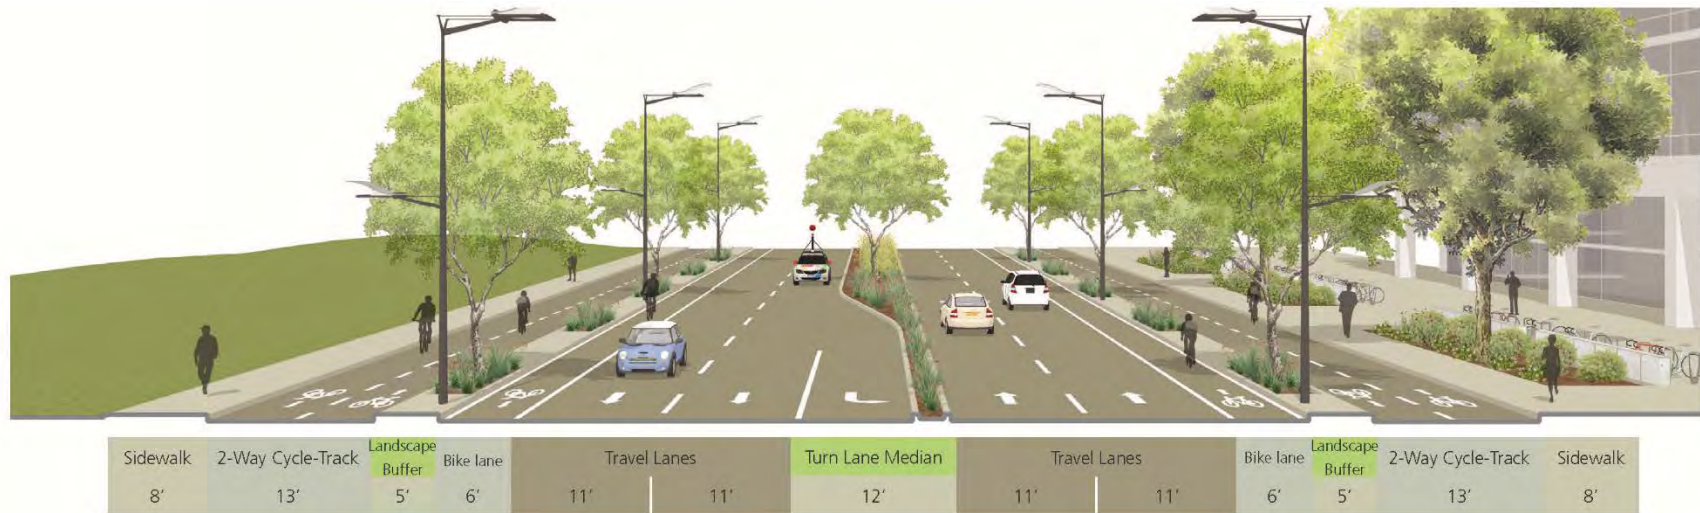 Sidewalk
2-Way Cycle-Track
Landscape
Buffer
Bike lane
Travel Lanes
Turn Lane Median
Travel Lanes
Bike lane
Landscape
Buffer
2-Way Cycle-Track
Sidewalk
8’ 13’ 5’ 6’ 11’ 11’ 12’ 11’ 11’ 6’ 5’ 13’ 8’